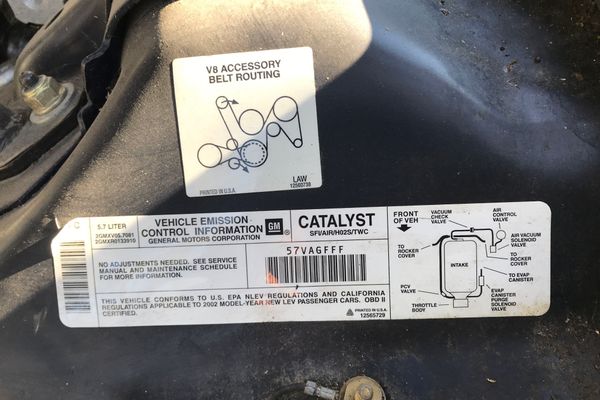 V8 ACCESSORY
BELT ROUTING
LAW
PRINTED IN U.S.A.
12560738
C
5.7 LITER
2GMXV05.7081
2GMXR0133910
VEHICLE EMISSION
CONTROL INFORMATION
GENERAL MOTORS CORPORATION
GM
CATALYST
SFI/AIR/HO2S/TWC
57VAGFFF
NO ADJUSTMENTS NEEDED. SEE SERVICE
MANUAL AND MAINTENANCE SCHEDULE
FOR MORE INFORMATION.
THIS VEHICLE CONFORMS TO U.S. EPA NLEV REGULATIONS AND CALIFORNIA
REGULATIONS APPLICABLE TO 2002 MODEL-YEAR NEW LEV PASSENGER CARS. OBD II
CERTIFIED.
PRINTED IN U.S.A.
12565729
FRONT
OF VEH
VACUUM
CHECK
VALVE
AIR
CONTROL
VALVE
AIR VACUUM
SOLENOID
VALVE
TO
ROCKER
COVER
INTAKE
TO
ROCKER
COVER
TO EVAP
CANISTER
PCV
VALVE
THROTTLE
BODY
EVAP
CANISTER
PURGE
SOLENOID
VALVE